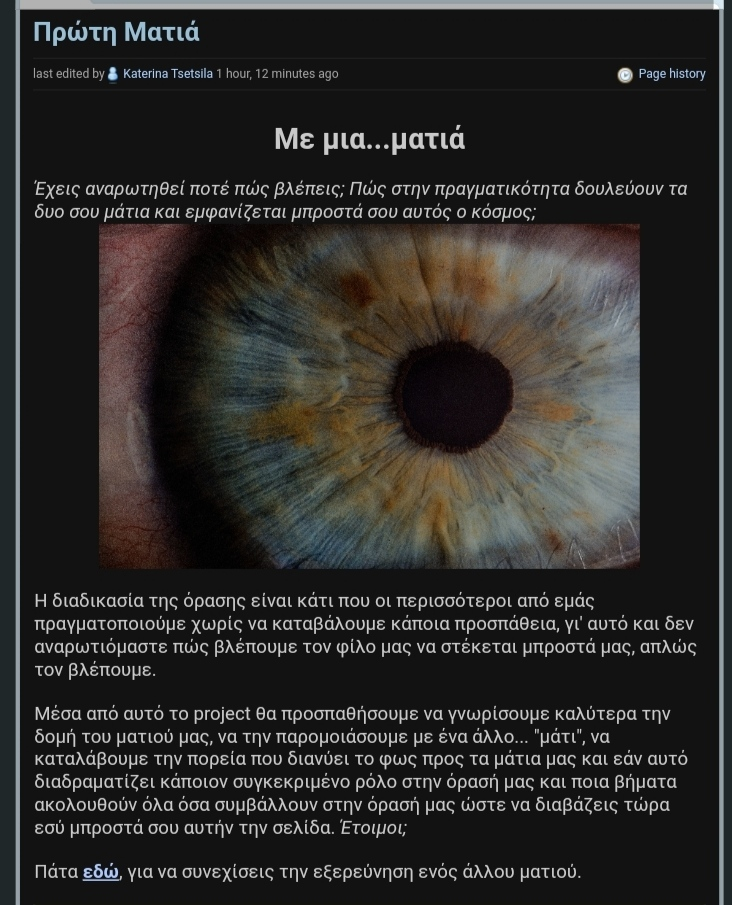 Πρώτη Ματιά
last edited by Katerina Tsetsila 1 hour, 12 minutes ago Page history
Με μια...ματιά
Έχεις αναρωτηθεί ποτέ πώς βλέπεις; Πώς στην πραγματικότητα δουλεύουν τα
δυο σου μάτια και εμφανίζεται μπροστά σου αυτός ο κόσμος;
Η διαδικασία της όρασης είναι κάτι που οι περισσότεροι από εμάς
πραγματοποιούμε χωρίς να καταβάλουμε κάποια προσπάθεια, γι' αυτό και δεν
αναρωτιόμαστε πώς βλέπουμε τον φίλο μας να στέκεται μπροστά μας, απλώς
τον βλέπουμε.
Μέσα από αυτό το project θα προσπαθήσουμε να γνωρίσουμε καλύτερα την
δομή του ματιού μας, να την παρομοιάσουμε με ένα άλλο... "μάτι", να
καταλάβουμε την πορεία που διανύει το φως προς τα μάτια μας και εάν αυτό
διαδραματίζει κάποιον συγκεκριμένο ρόλο στην όρασή μας και ποια βήματα
ακολουθούν όλα όσα συμβάλλουν στην όρασή μας ώστε να διαβάζεις τώρα
εσύ μπροστά σου αυτήν την σελίδα. Έτοιμοι;
Πάτα εδώ, για να συνεχίσεις την εξερεύνηση ενός άλλου ματιού.